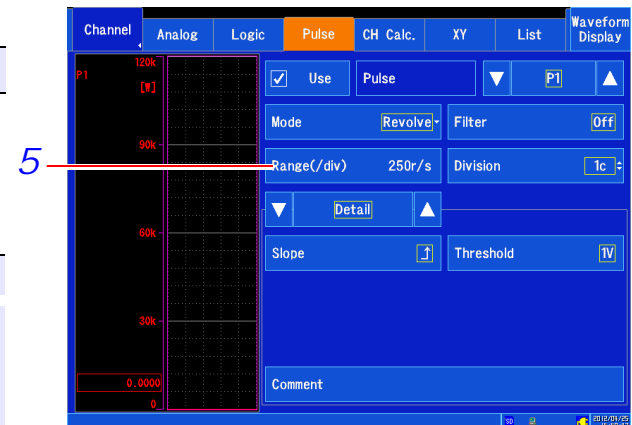 Channel Analog Logic Pulse CH Calc. XY List Waveform Display
P1 120k
[V]
Use Pulse P1
Mode Revolve Filter Off
90k
5 Range(/div) 250r/s Division 1c
Detail
60k
Slope Threshold 1V
30k
0.0000
Comment
0
SD 2012/04/25